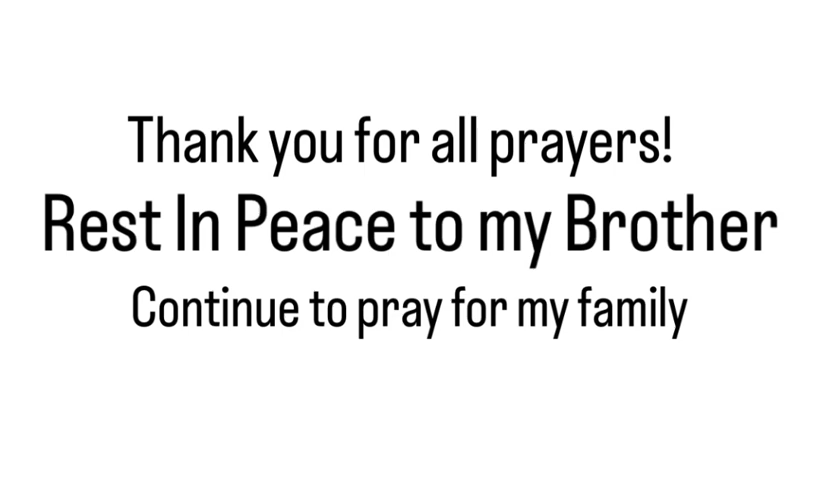 Thank you for all prayers!
Rest In Peace to my Brother
Continue to pray for my family